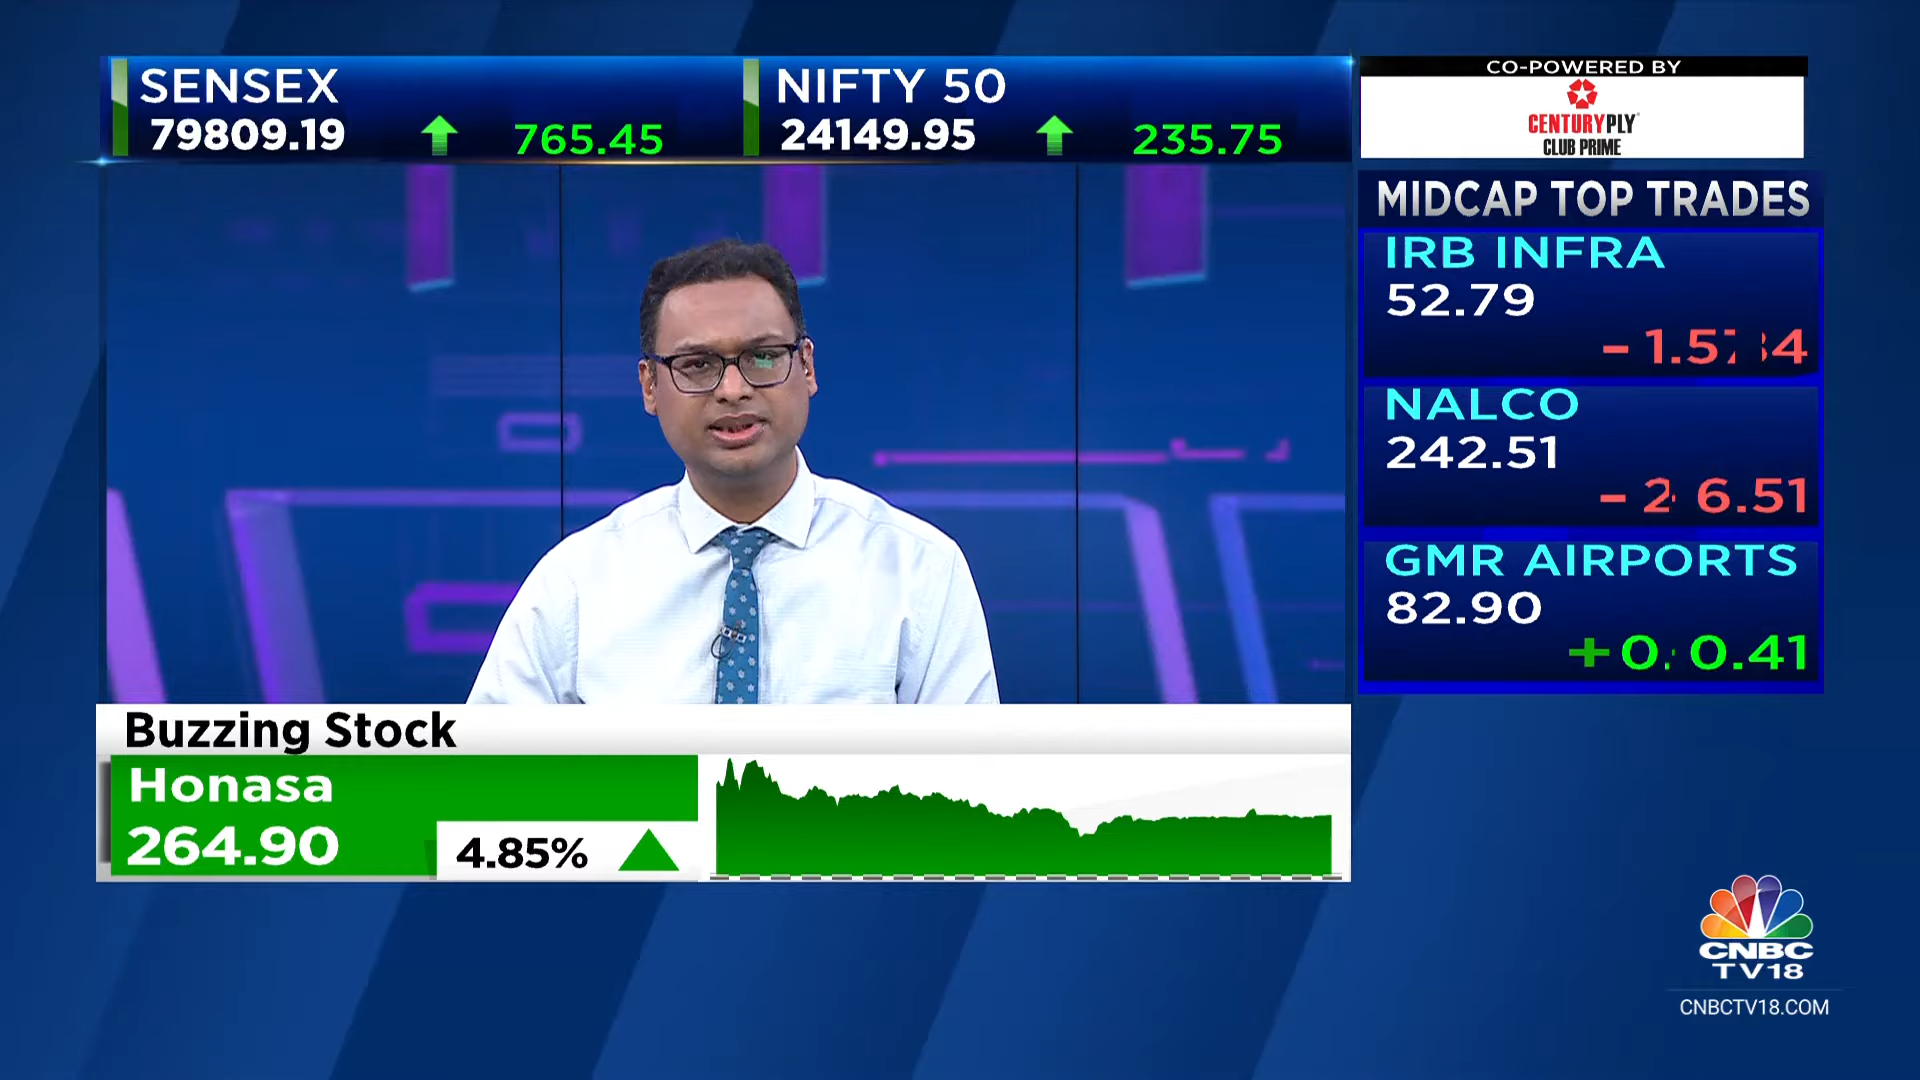 SENSEX
79809.19 765.45
NIFTY 50
24149.95 235.75
CO-POWERED BY
CENTURYPLY
CLUB PRIME
MIDCAP TOP TRADES
IRB INFRA
52.79
NALCO
242.51
GMR AIRPORTS
82.90
Buzzing Stock
Honasa
264.90
4.85%
CNBC
TV18
CNBCTV18.COM